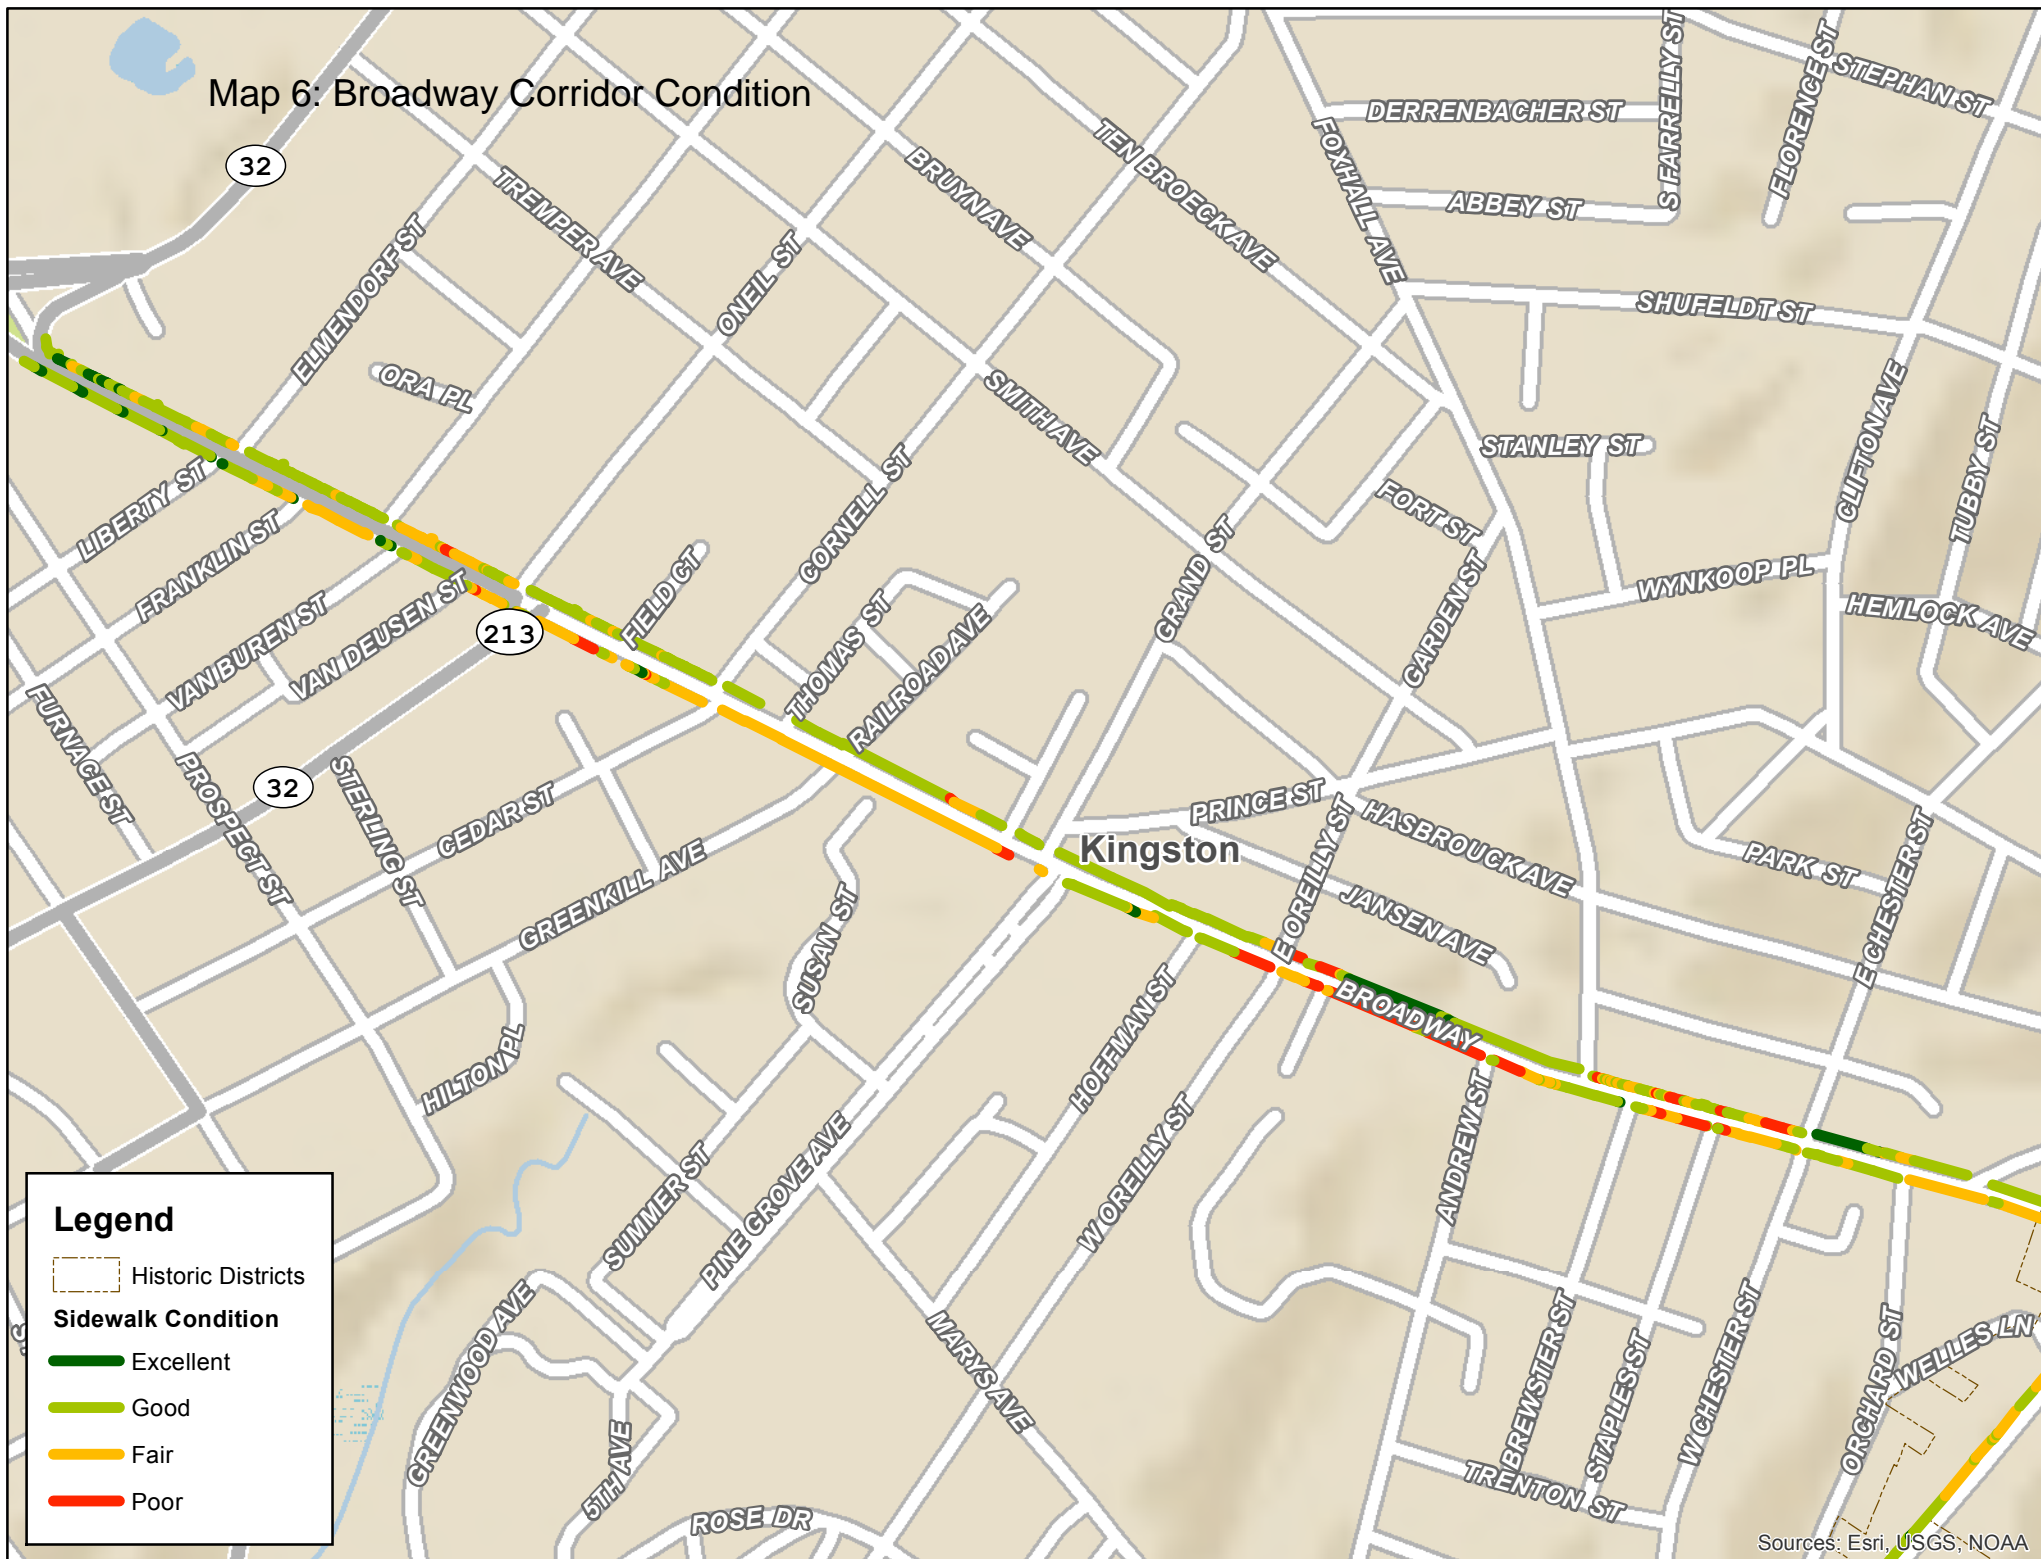 Map 6: Broadway Corridor Condition
STEPHAN ST
FLORENCE ST
S FARRELLY ST
DERRENBACHER ST
ABBEY ST
FOXHALL AVE
TEN BROECK AVE
BRUYN AVE
TREMPER AVE
32
ELMENDORF ST
ONEIL ST
SHUFELDT ST
ORA PL
SMITH AVE
CLIFTON AVE
TUBBY ST
STANLEY ST
CORNELL ST
FORT ST
LIBERTY ST
FRANKLIN ST
VAN BUREN ST
VAN DEUSEN ST
213
FIELD CT
THOMAS ST
RAILROAD AVE
GRAND ST
GARDEN ST
WYNKOOP PL
HEMLOCK AVE
FURNACE ST
PROSPECT ST
32
STERLING ST
CEDAR ST
GREENKILL AVE
SUSAN ST
Kingston
PRINCE ST
HASBROUCK AVE
E OREILLY ST
JANSEN AVE
PARK ST
E CHESTER ST
BROADWAY
HILTON PL
HOFFMAN ST
W OREILLY ST
ANDREW ST
SUMMER ST
PINE GROVE AVE
GREENWOOD AVE
MARYS AVE
5TH AVE
ROSE DR
BREWSTER ST
STAPLES ST
W CHESTER ST
ORCHARD ST
WELLES LN
TRENTON ST
Legend
Historic Districts
Sidewalk Condition
Excellent
Good
Fair
Poor
Sources: Esri, USGS, NOAA